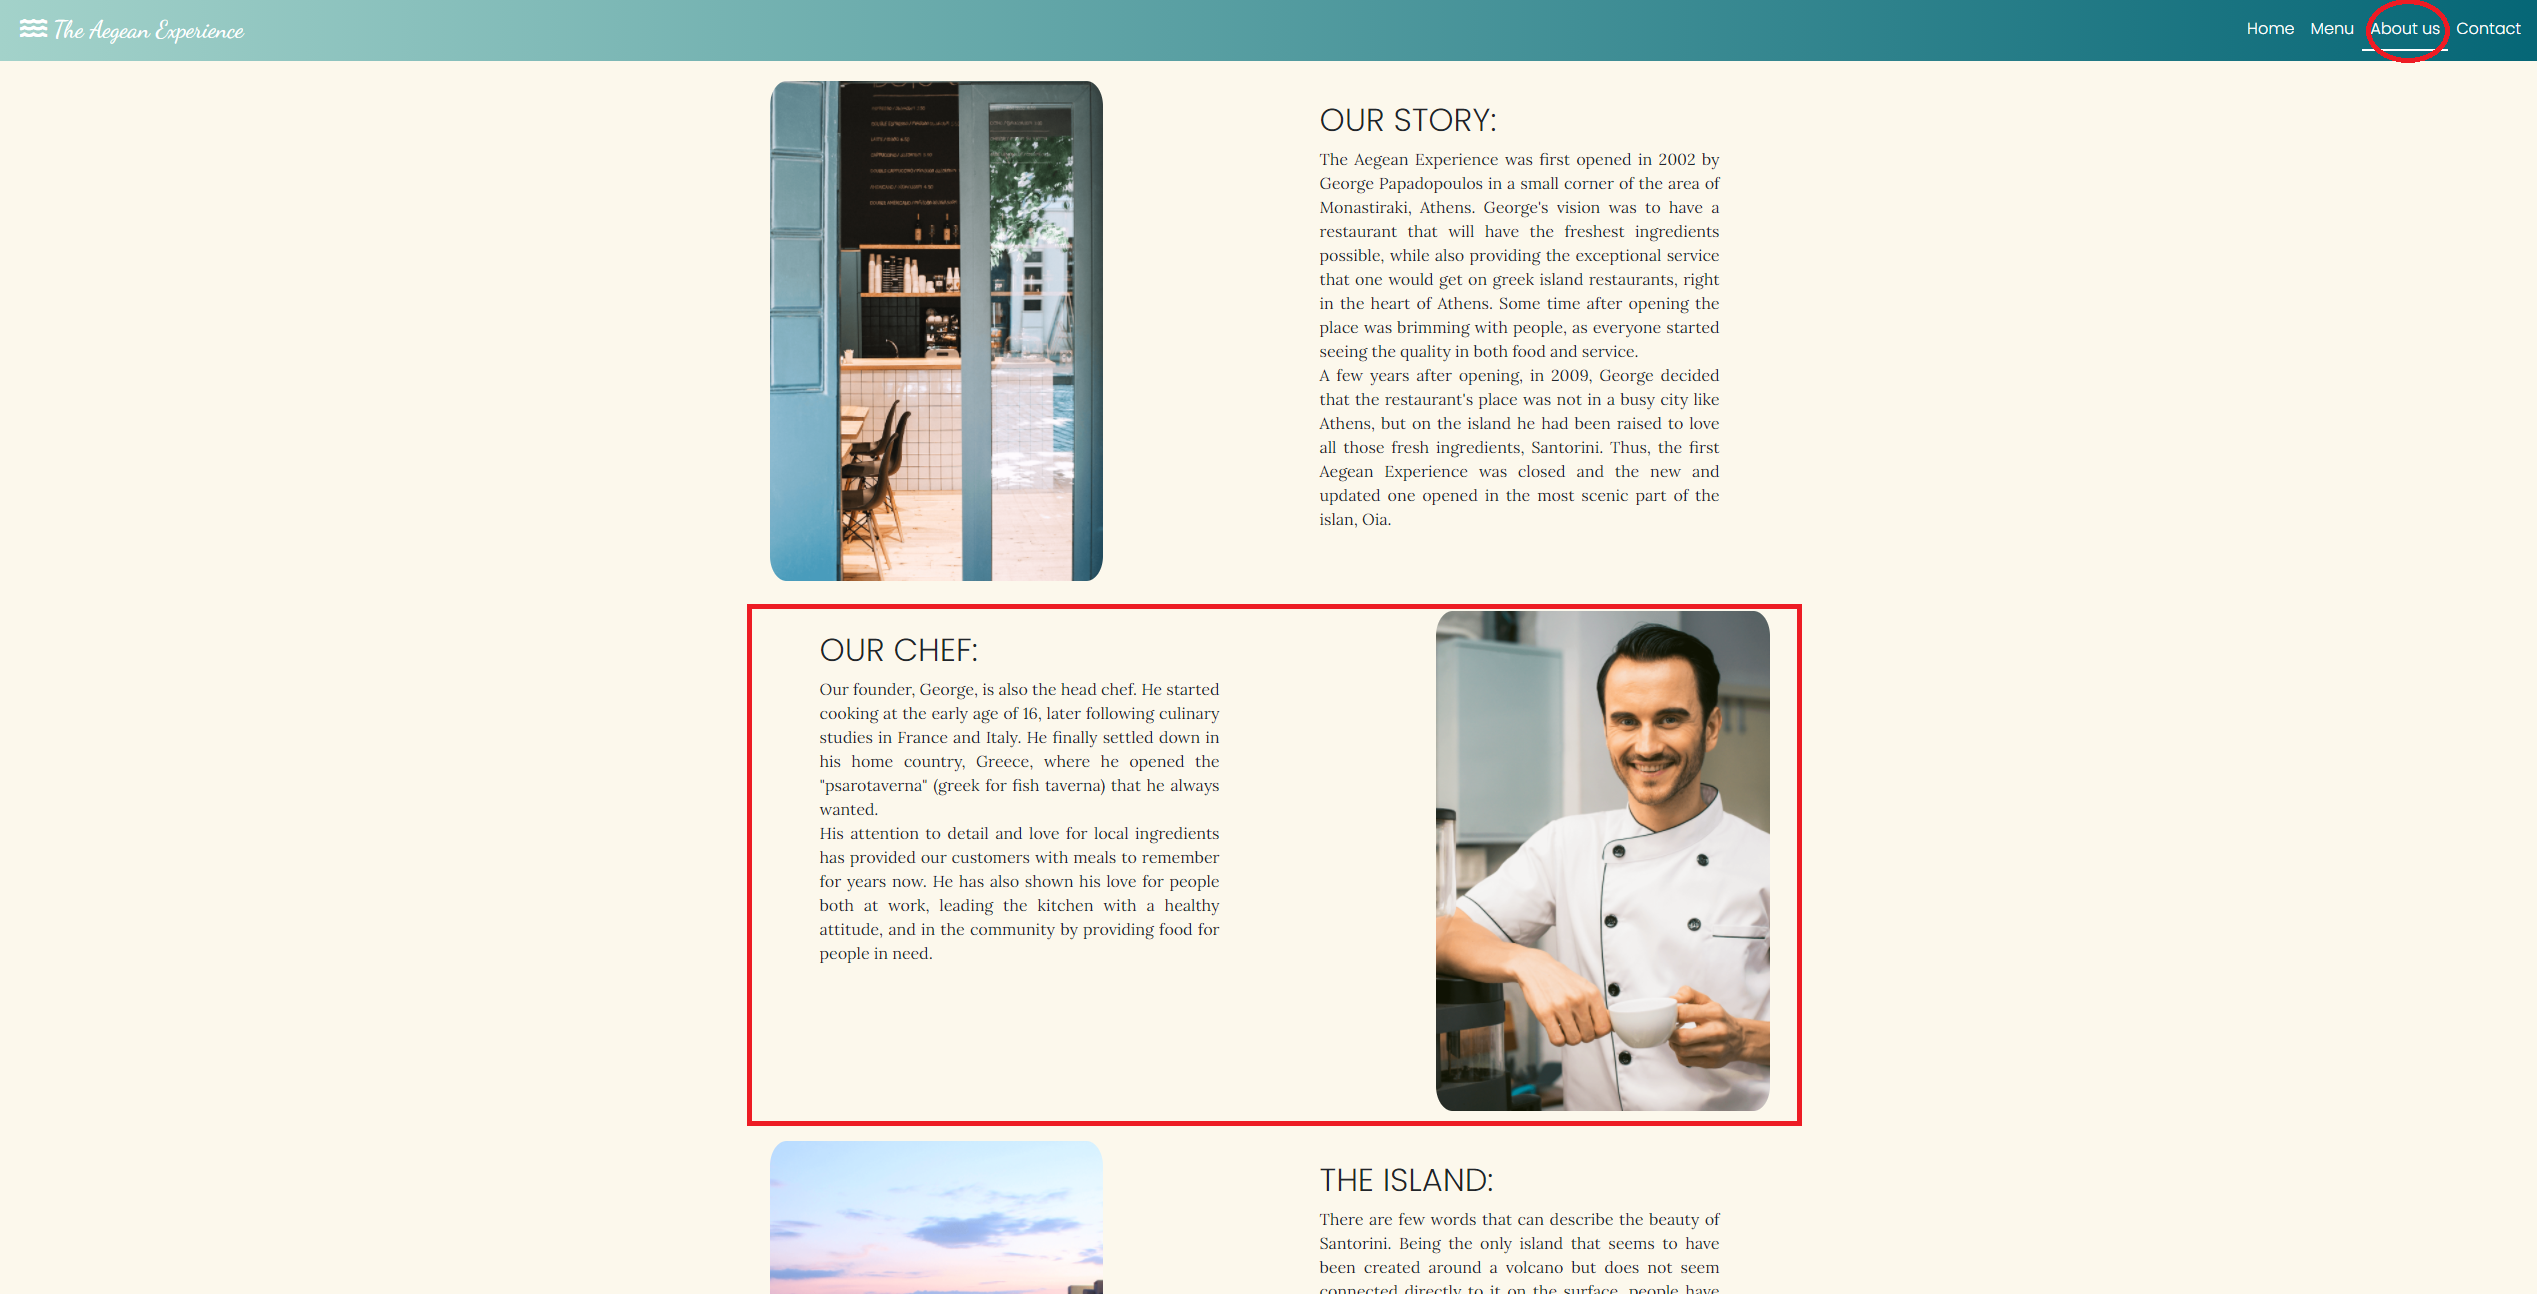 The Aegean Experience
Home Menu About us Contact
OUR STORY:
The Aegean Experience was first opened in 2002 by
George Papadopoulos in a small corner of the area of
Monastiraki, Athens. George's vision was to have a
restaurant that will have the freshest ingredients
possible, while also providing the exceptional service
that one would get on greek island restaurants, right
in the heart of Athens. Some time after opening the
place was brimming with people, as everyone started
seeing the quality in both food and service.
A few years after opening, in 2009, George decided
that the restaurant's place was not in a busy city like
Athens, but on the island he had been raised to love
all those fresh ingredients, Santorini. Thus, the first
Aegean Experience was closed and the new and
updated one opened in the most scenic part of the
islan, Oia.
OUR CHEF:
Our founder, George, is also the head chef. He started
cooking at the early age of 16, later following culinary
studies in France and Italy. He finally settled down in
his home country, Greece, where he opened the
"psarotaverna" (greek for fish taverna) that he always
wanted.
His attention to detail and love for local ingredients
has provided our customers with meals to remember
for years now. He has also shown his love for people
both at work, leading the kitchen with a healthy
attitude, and in the community by providing food for
people in need.
THE ISLAND:
There are few words that can describe the beauty of
Santorini. Being the only island that seems to have
been created around a volcano but does not seem
connected directly to it on the surface, people have